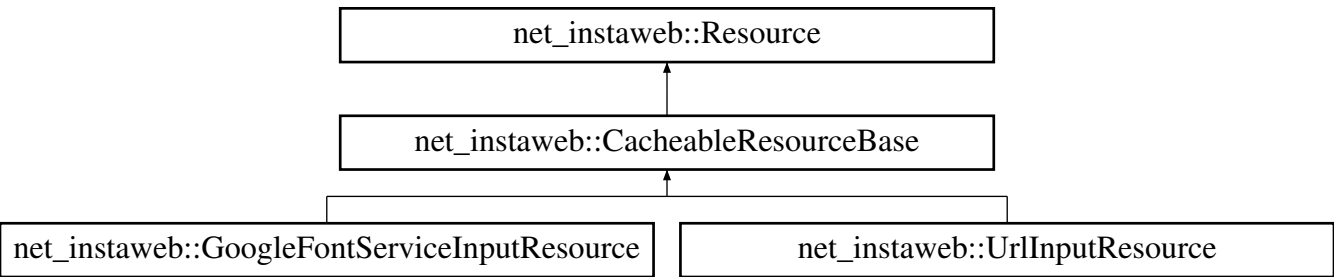 net_instaweb::Resource
net_instaweb::CacheableResourceBase
net_instaweb::GoogleFontServiceInputResource
net_instaweb::UrlInputResource